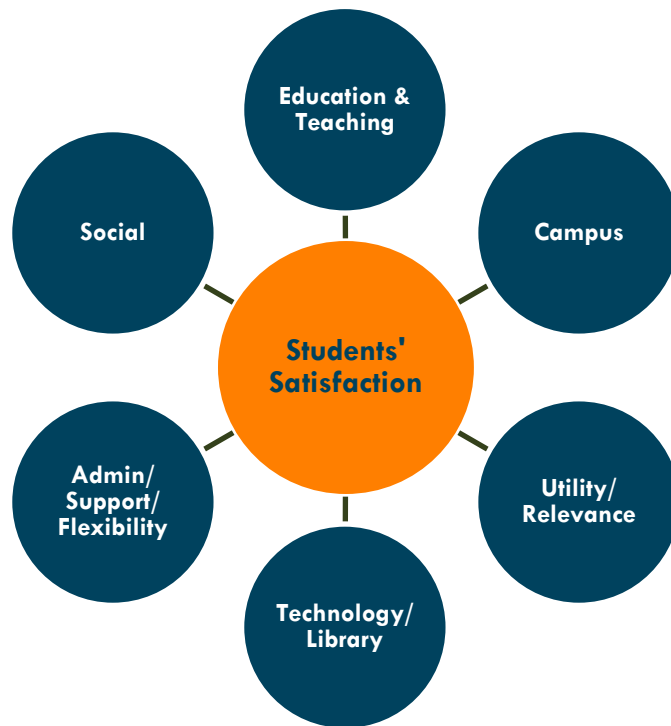 Education &
Teaching
Social
Campus
Students'
Satisfaction
Admin/
Support/
Flexibility
Utility/
Relevance
Technology/
Library